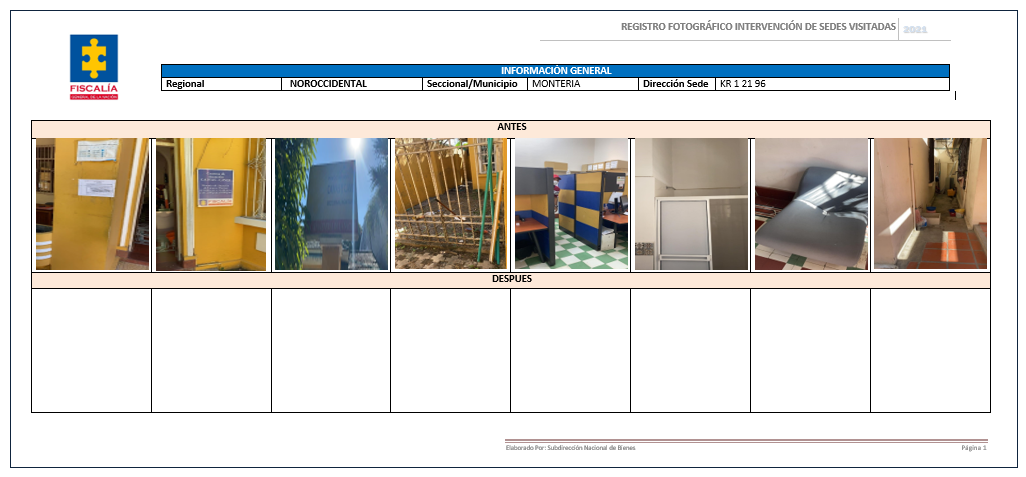 REGISTRO FOTOGRÁFICO INTERVENCIÓN DE SEDES VISITADAS 2021
FISCALÍA
GENERAL DE LA NACIÓN
INFORMACIÓN GENERAL
Regional NOROCCIDENTAL Seccional/Municipio MONTERIA Dirección Sede KR 1 21 96
ANTES
DESPUES
Elaborado Por: Subdirección Nacional de Bienes Página 1